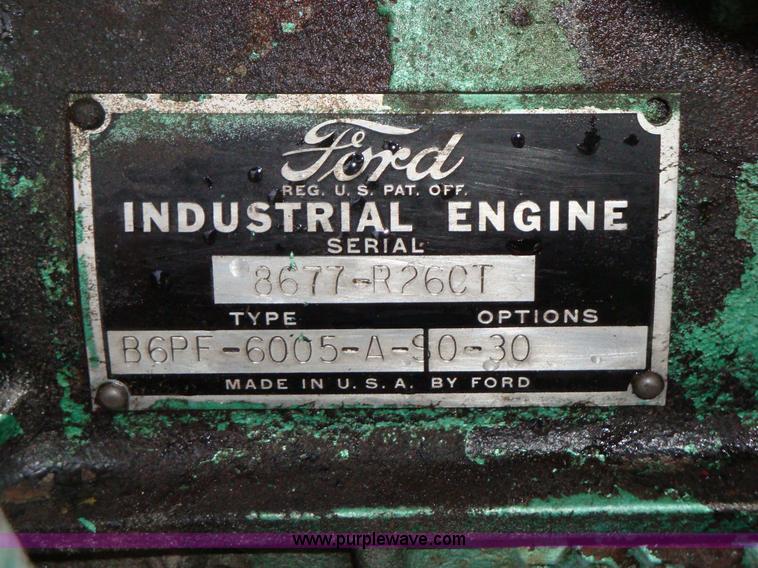 Ford
REG. U.S. PAT. OFF.
INDUSTRIAL ENGINE
SERIAL
8677-R26CT
TYPE OPTIONS
B6PF-6005-A-SO-30
MADE IN U.S.A. BY FORD
www.purplewave.com